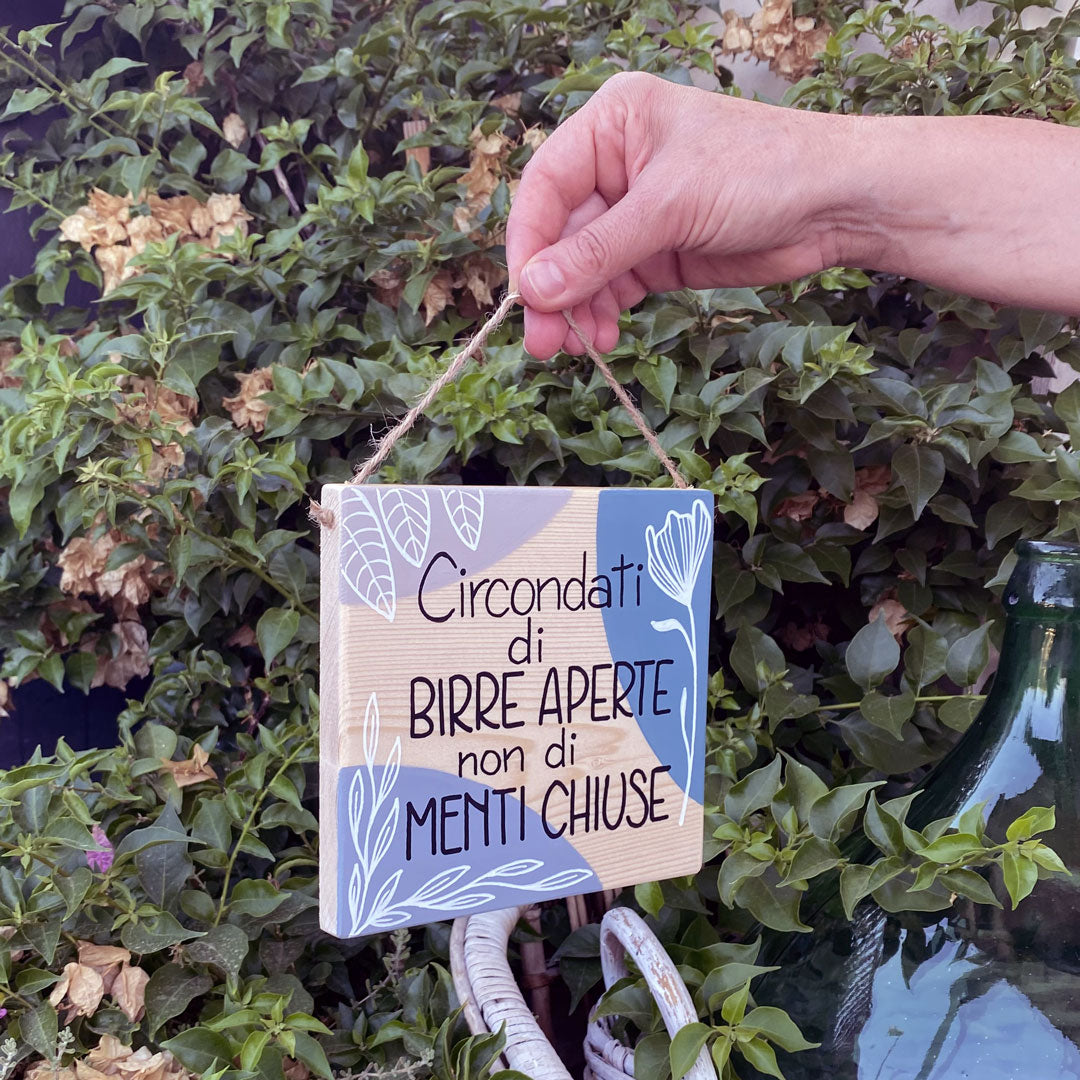 Circondati
di
BIRRE APERTE
non di
MENTI CHIUSE